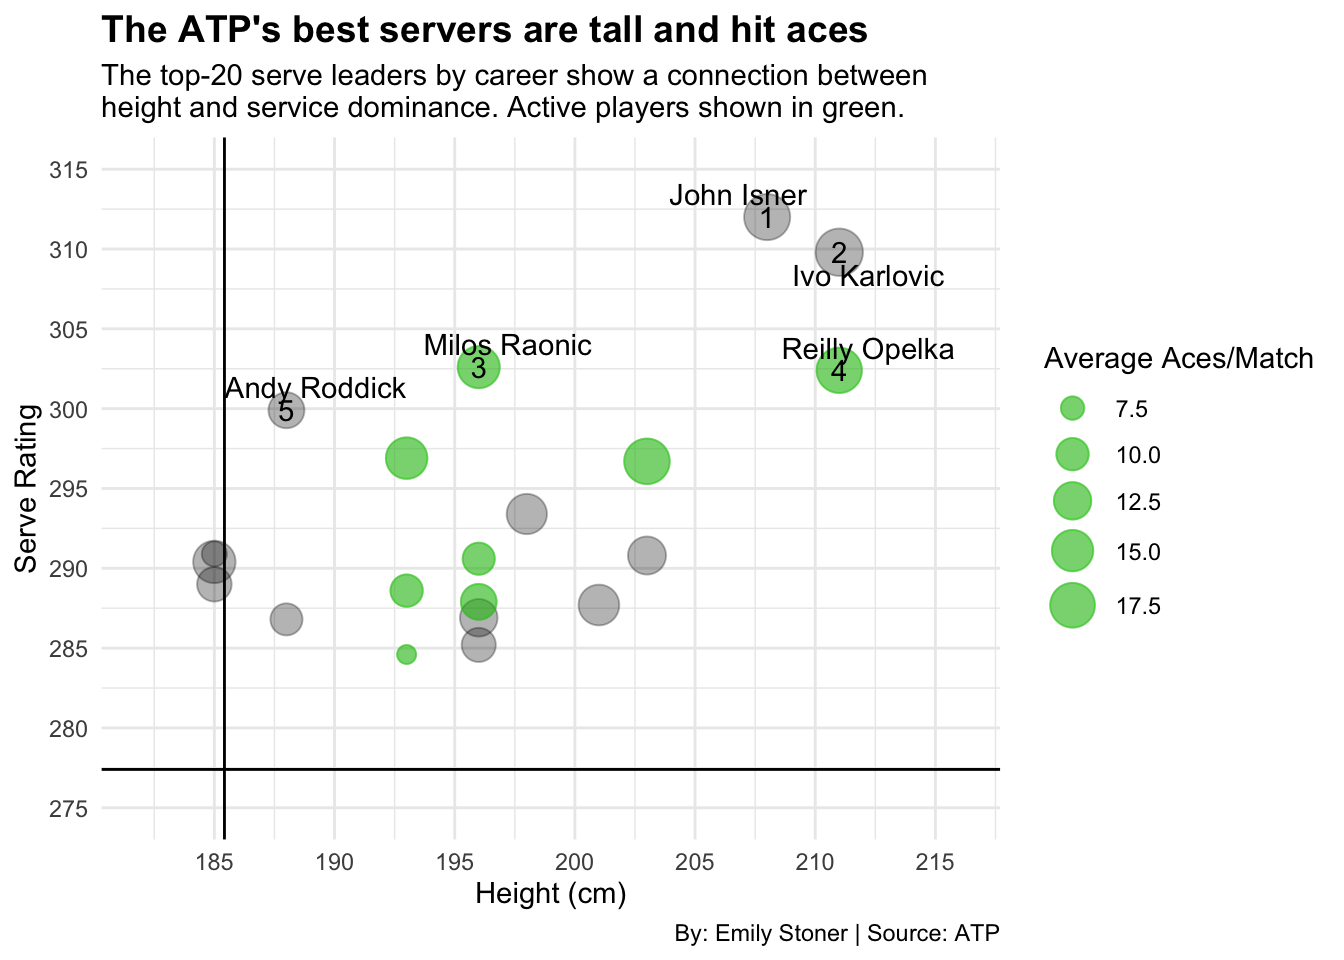 The ATP's best servers are tall and hit aces
The top-20 serve leaders by career show a connection between
height and service dominance. Active players shown in green.
315
310
305
300
295
290
285
280
275
Serve Rating
John Isner
1
2
Ivo Karlovic
Milos Raonic
3
Reilly Opelka
4
Andy Roddick
5
185 190 195 200 205 210 215
Height (cm)
Average Aces/Match
7.5
10.0
12.5
15.0
17.5
By: Emily Stoner | Source: ATP